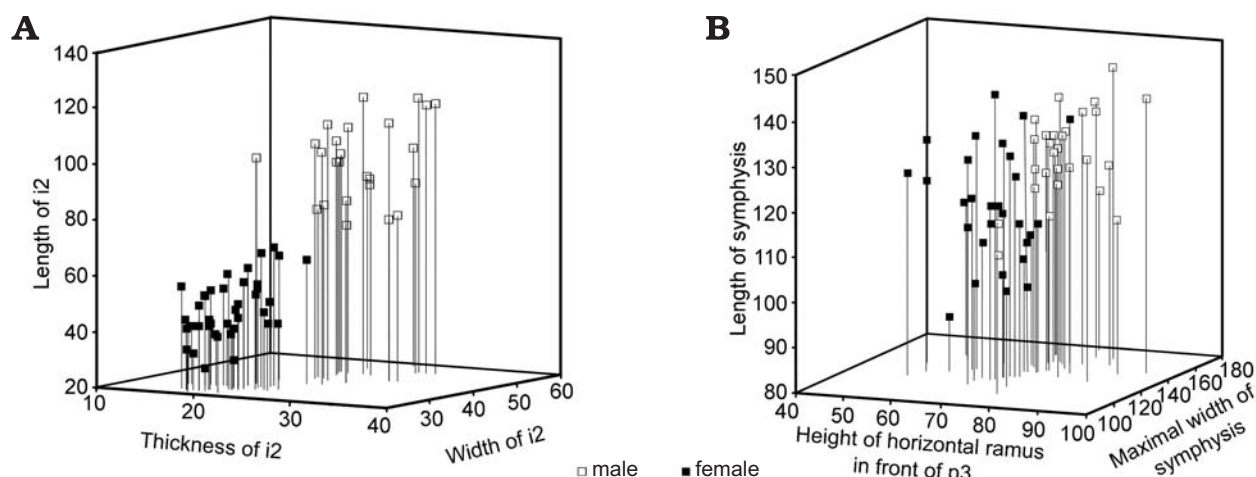 A
140
120
100
80
60
40
20
Length of i2
10
20
30
40
Thickness of i2
30
40
50
60
Width of i2
B
150
140
130
120
110
100
90
80
Length of symphysis
40
50
60
70
80
90
100
Height of horizontal ramus
in front of p3
100
120
140
160
180
Maximal width of
symphysis
male
female